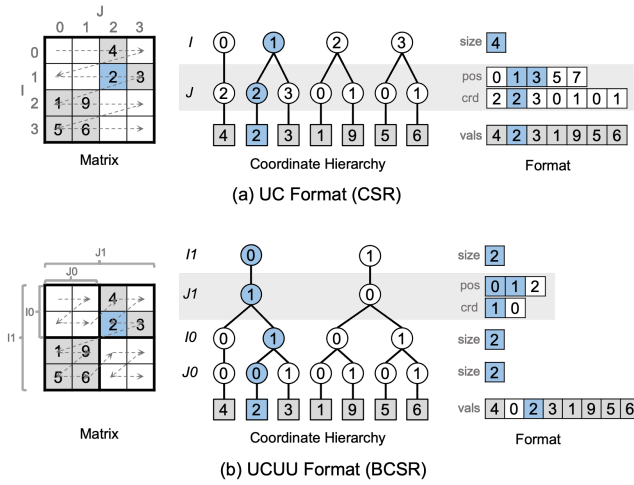 J
0 1 2 3
I
0 4
1 2 3
2 1 9
3 5 6
Matrix
I 0 1 2 3
J 2 2 3 0 1 0 1
4 2 3 1 9 5 6
Coordinate Hierarchy
size 4
pos 0 1 3 5 7
crd 2 2 3 0 1 0 1
vals 4 2 3 1 9 5 6
Format
(a) UC Format (CSR)
J1
J0
I1
I0
4
2 3
1 9
5 6
Matrix
I1 0 1
J1 1 0
I0 0 1 0 1
J0 0 0 1 0 1 0 1
4 2 3 1 9 5 6
Coordinate Hierarchy
size 2
pos 0 1 2
crd 1 0
size 2
size 2
vals 4 0 2 3 1 9 5 6
Format
(b) UCUU Format (BCSR)